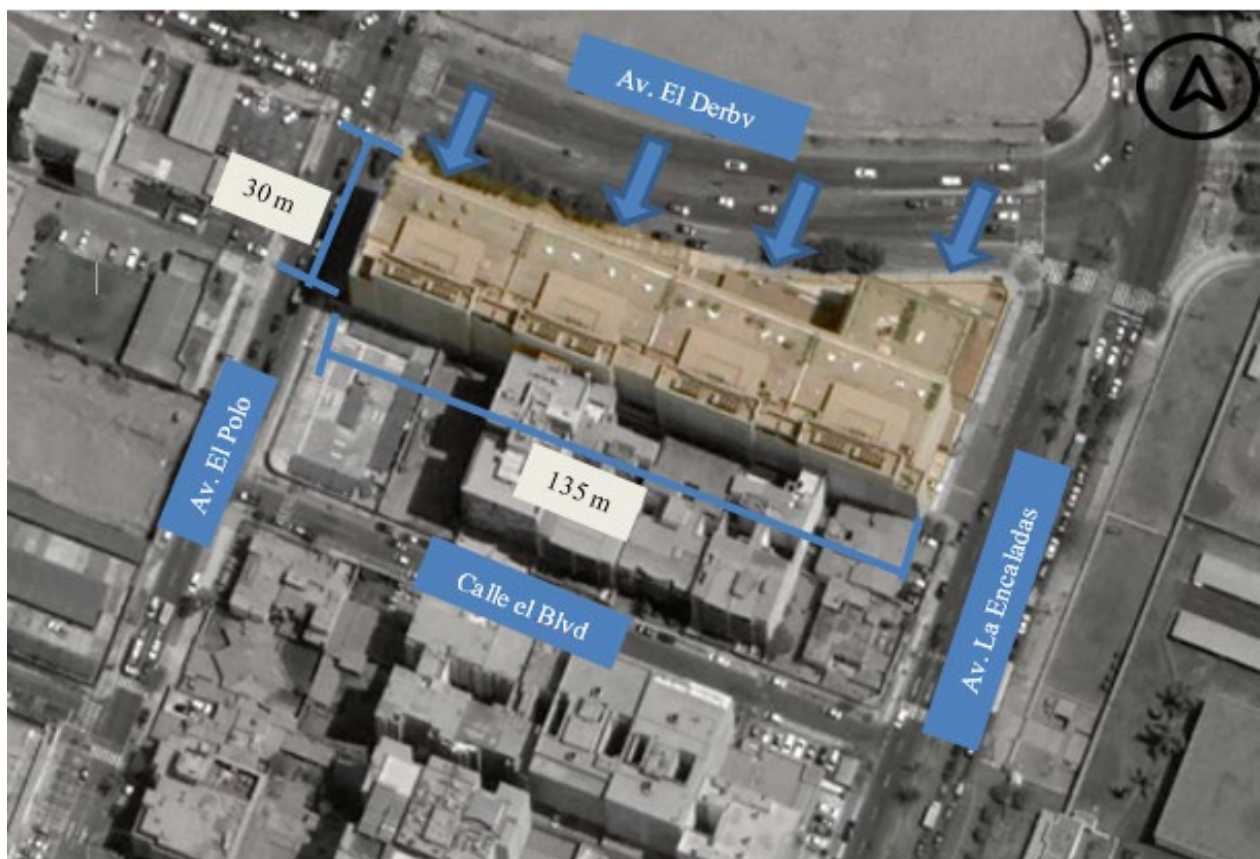 Av. El Derby
30 m
Av. El Polo
135 m
Calle el Blvd
Av. La Encaladas